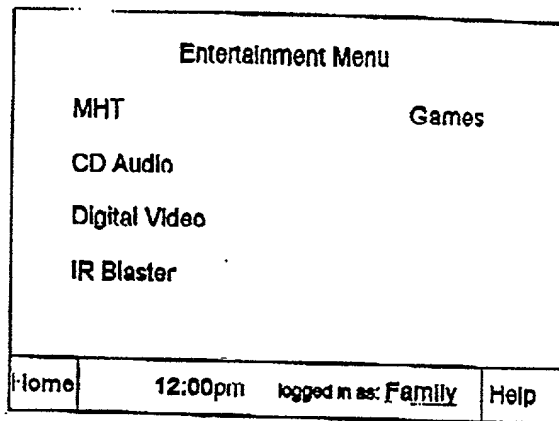 Entertainment Menu
MHT Games
CD Audio
Digital Video
IR Blaster
Home 12:00pm logged in as: Family Help